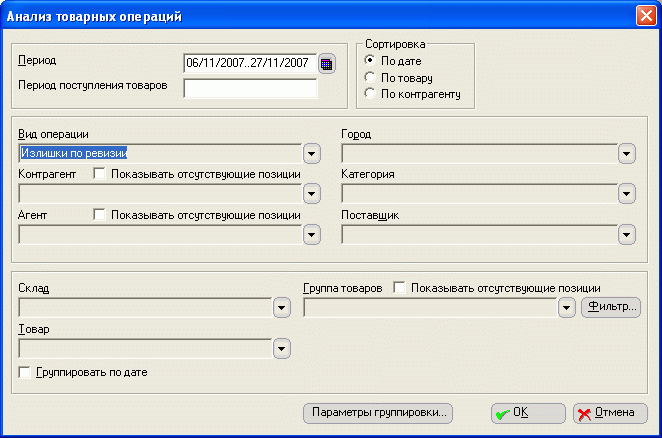 Анализ товарных операций
Период
06/11/2007..27/11/2007
Период поступления товаров
Сортировка
По дате
По товару
По контрагенту
Вид операции
Излишки по ревизии
Город
Контрагент
Показывать отсутствующие позиции
Категория
Агент
Показывать отсутствующие позиции
Поставщик
Склад
Группа товаров
Показывать отсутствующие позиции
Фильтр...
Товар
Группировать по дате
Параметры группировки...
OK
Отмена